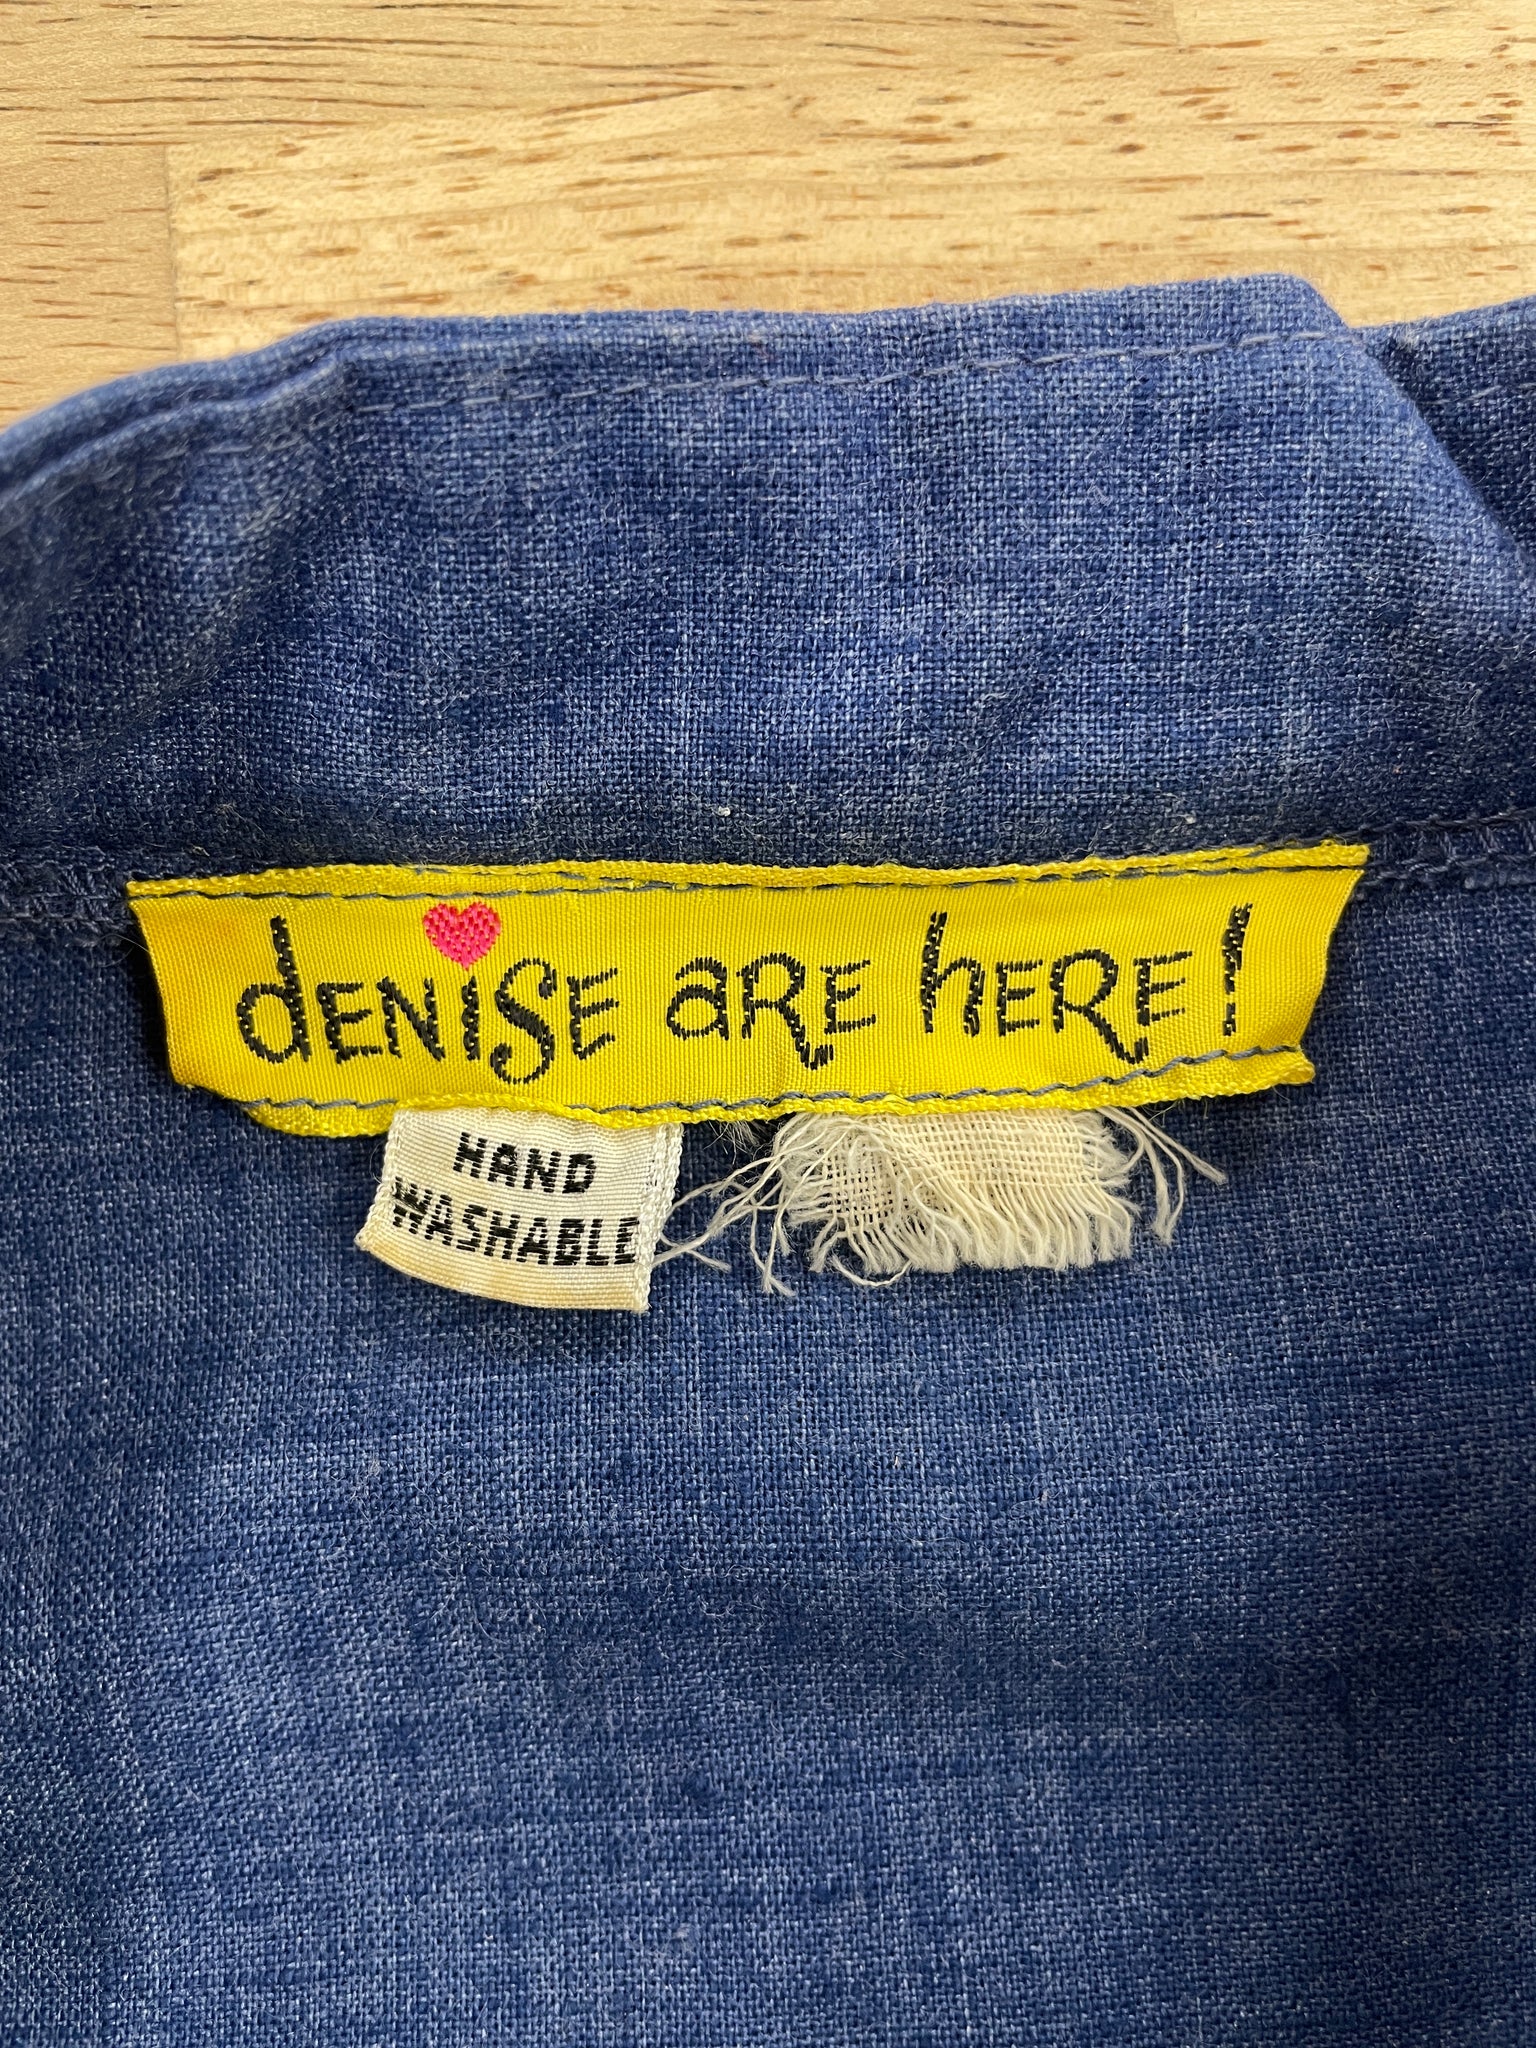 dENiSE aRE hERE!
HAND
WASHABLE